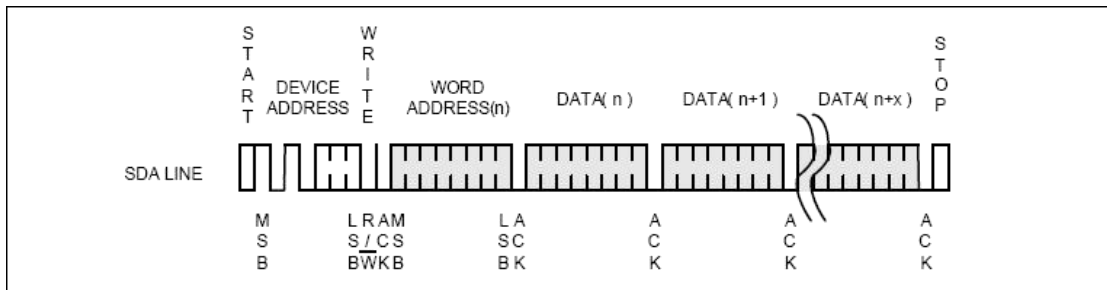 START
DEVICE
ADDRESS
WRITE
WORD
ADDRESS(n)
DATA( n )
DATA( n+1 )
DATA( n+x )
STOP
SDA LINE
MSB
LSB
R/W
ACK
MSB
LSB
ACK
ACK
ACK
ACK